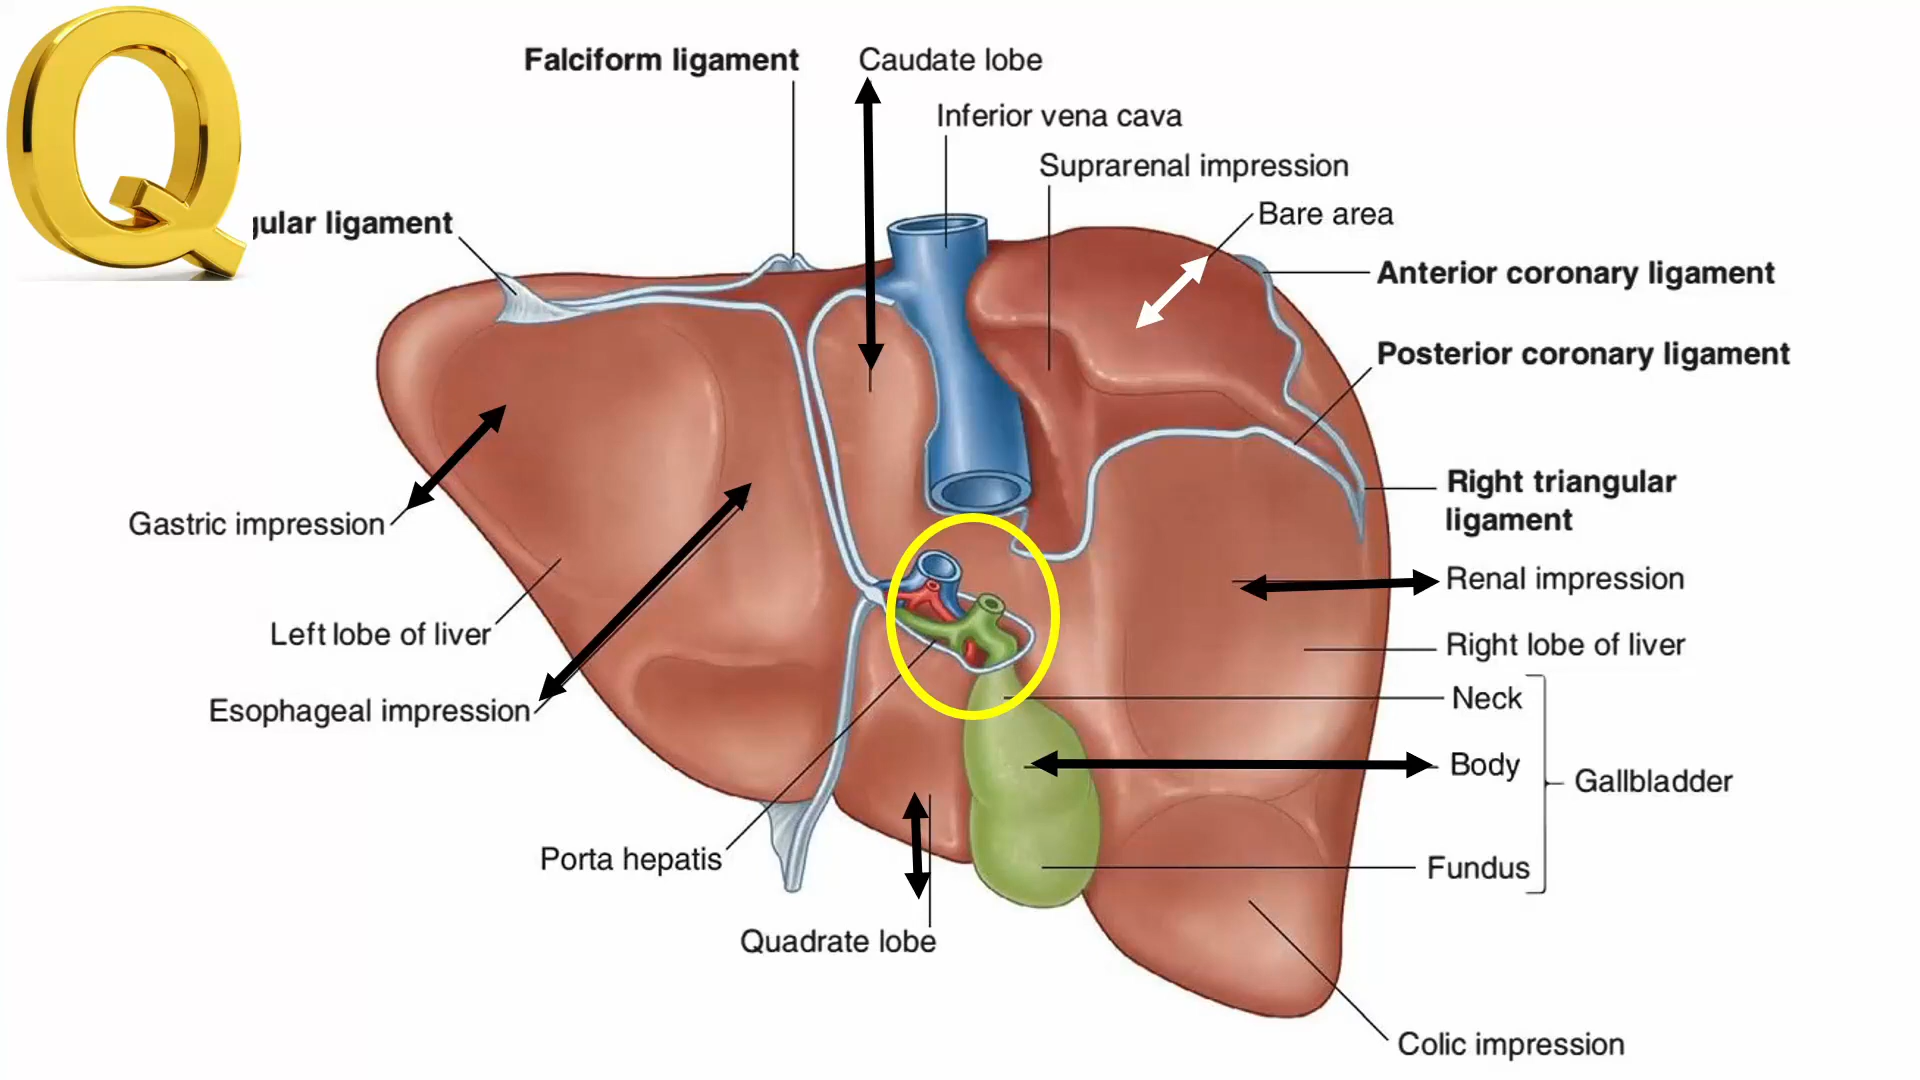 Q
Falciform ligament
Caudate lobe
Inferior vena cava
Suprarenal impression
Bare area
gular ligament
Anterior coronary ligament
Posterior coronary ligament
Right triangular
ligament
Gastric impression
Renal impression
Left lobe of liver
Right lobe of liver
Esophageal impression
Neck
Body
Gallbladder
Porta hepatis
Fundus
Quadrate lobe
Colic impression